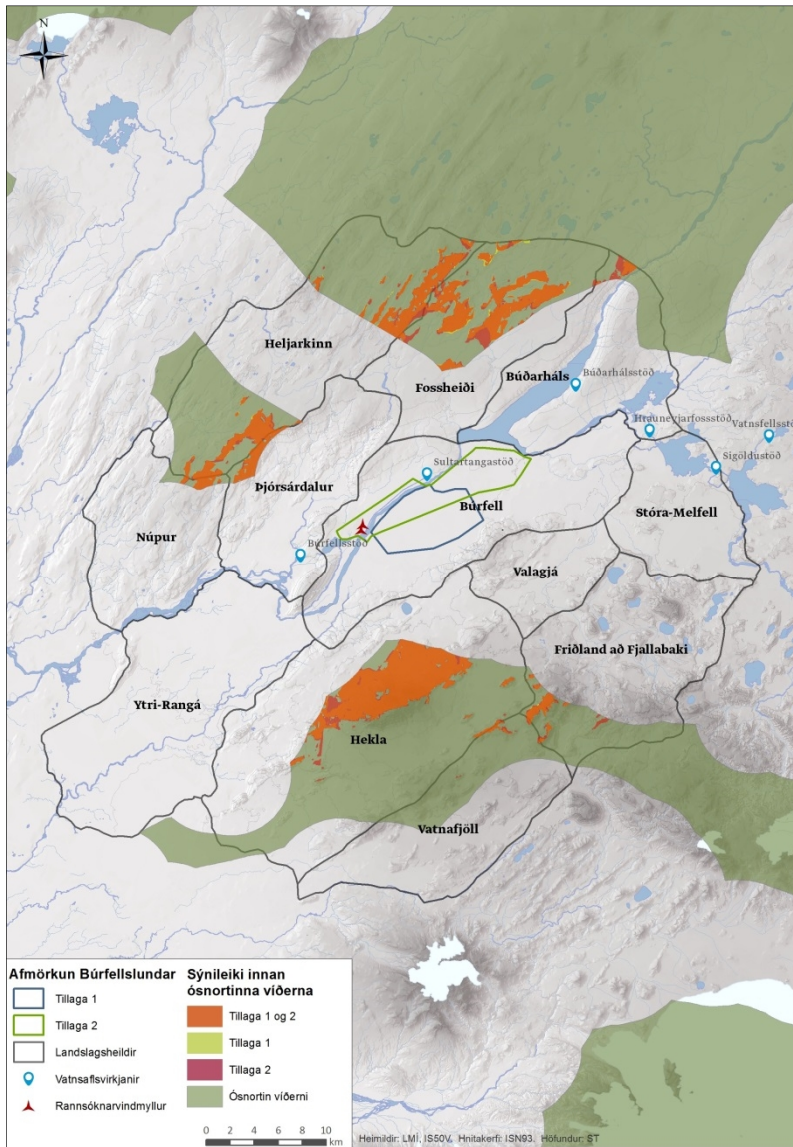 N
Heljarkinn
Fossheiði
Búðarháls
Búðarhálsstöð
Hrauneyjarfossstöð
Vatnsfellsstö
Sigöldustöð
Sultartangastöð
Þjórsárdalur
Búrfell
Stóra-Melfell
Núpur
Búrfellsstöð
Valagjá
Friðland að Fjallabaki
Ytri-Rangá
Hekla
Vatnafjöll
Afmörkun Búrfellslundar
Tillaga 1
Tillaga 2
Landslagsheildir
Vatnsaflsvirkjanir
Rannsóknarvindmyllur
Sýnileiki innan
ósnortinna víðerna
Tillaga 1 og 2
Tillaga 1
Tillaga 2
Ósnortin víðerni
0 2 4 6 8 10
km
Heimildir: LMÍ, IS50V, Hnitakerfi: ISN93. Höfundur: ST